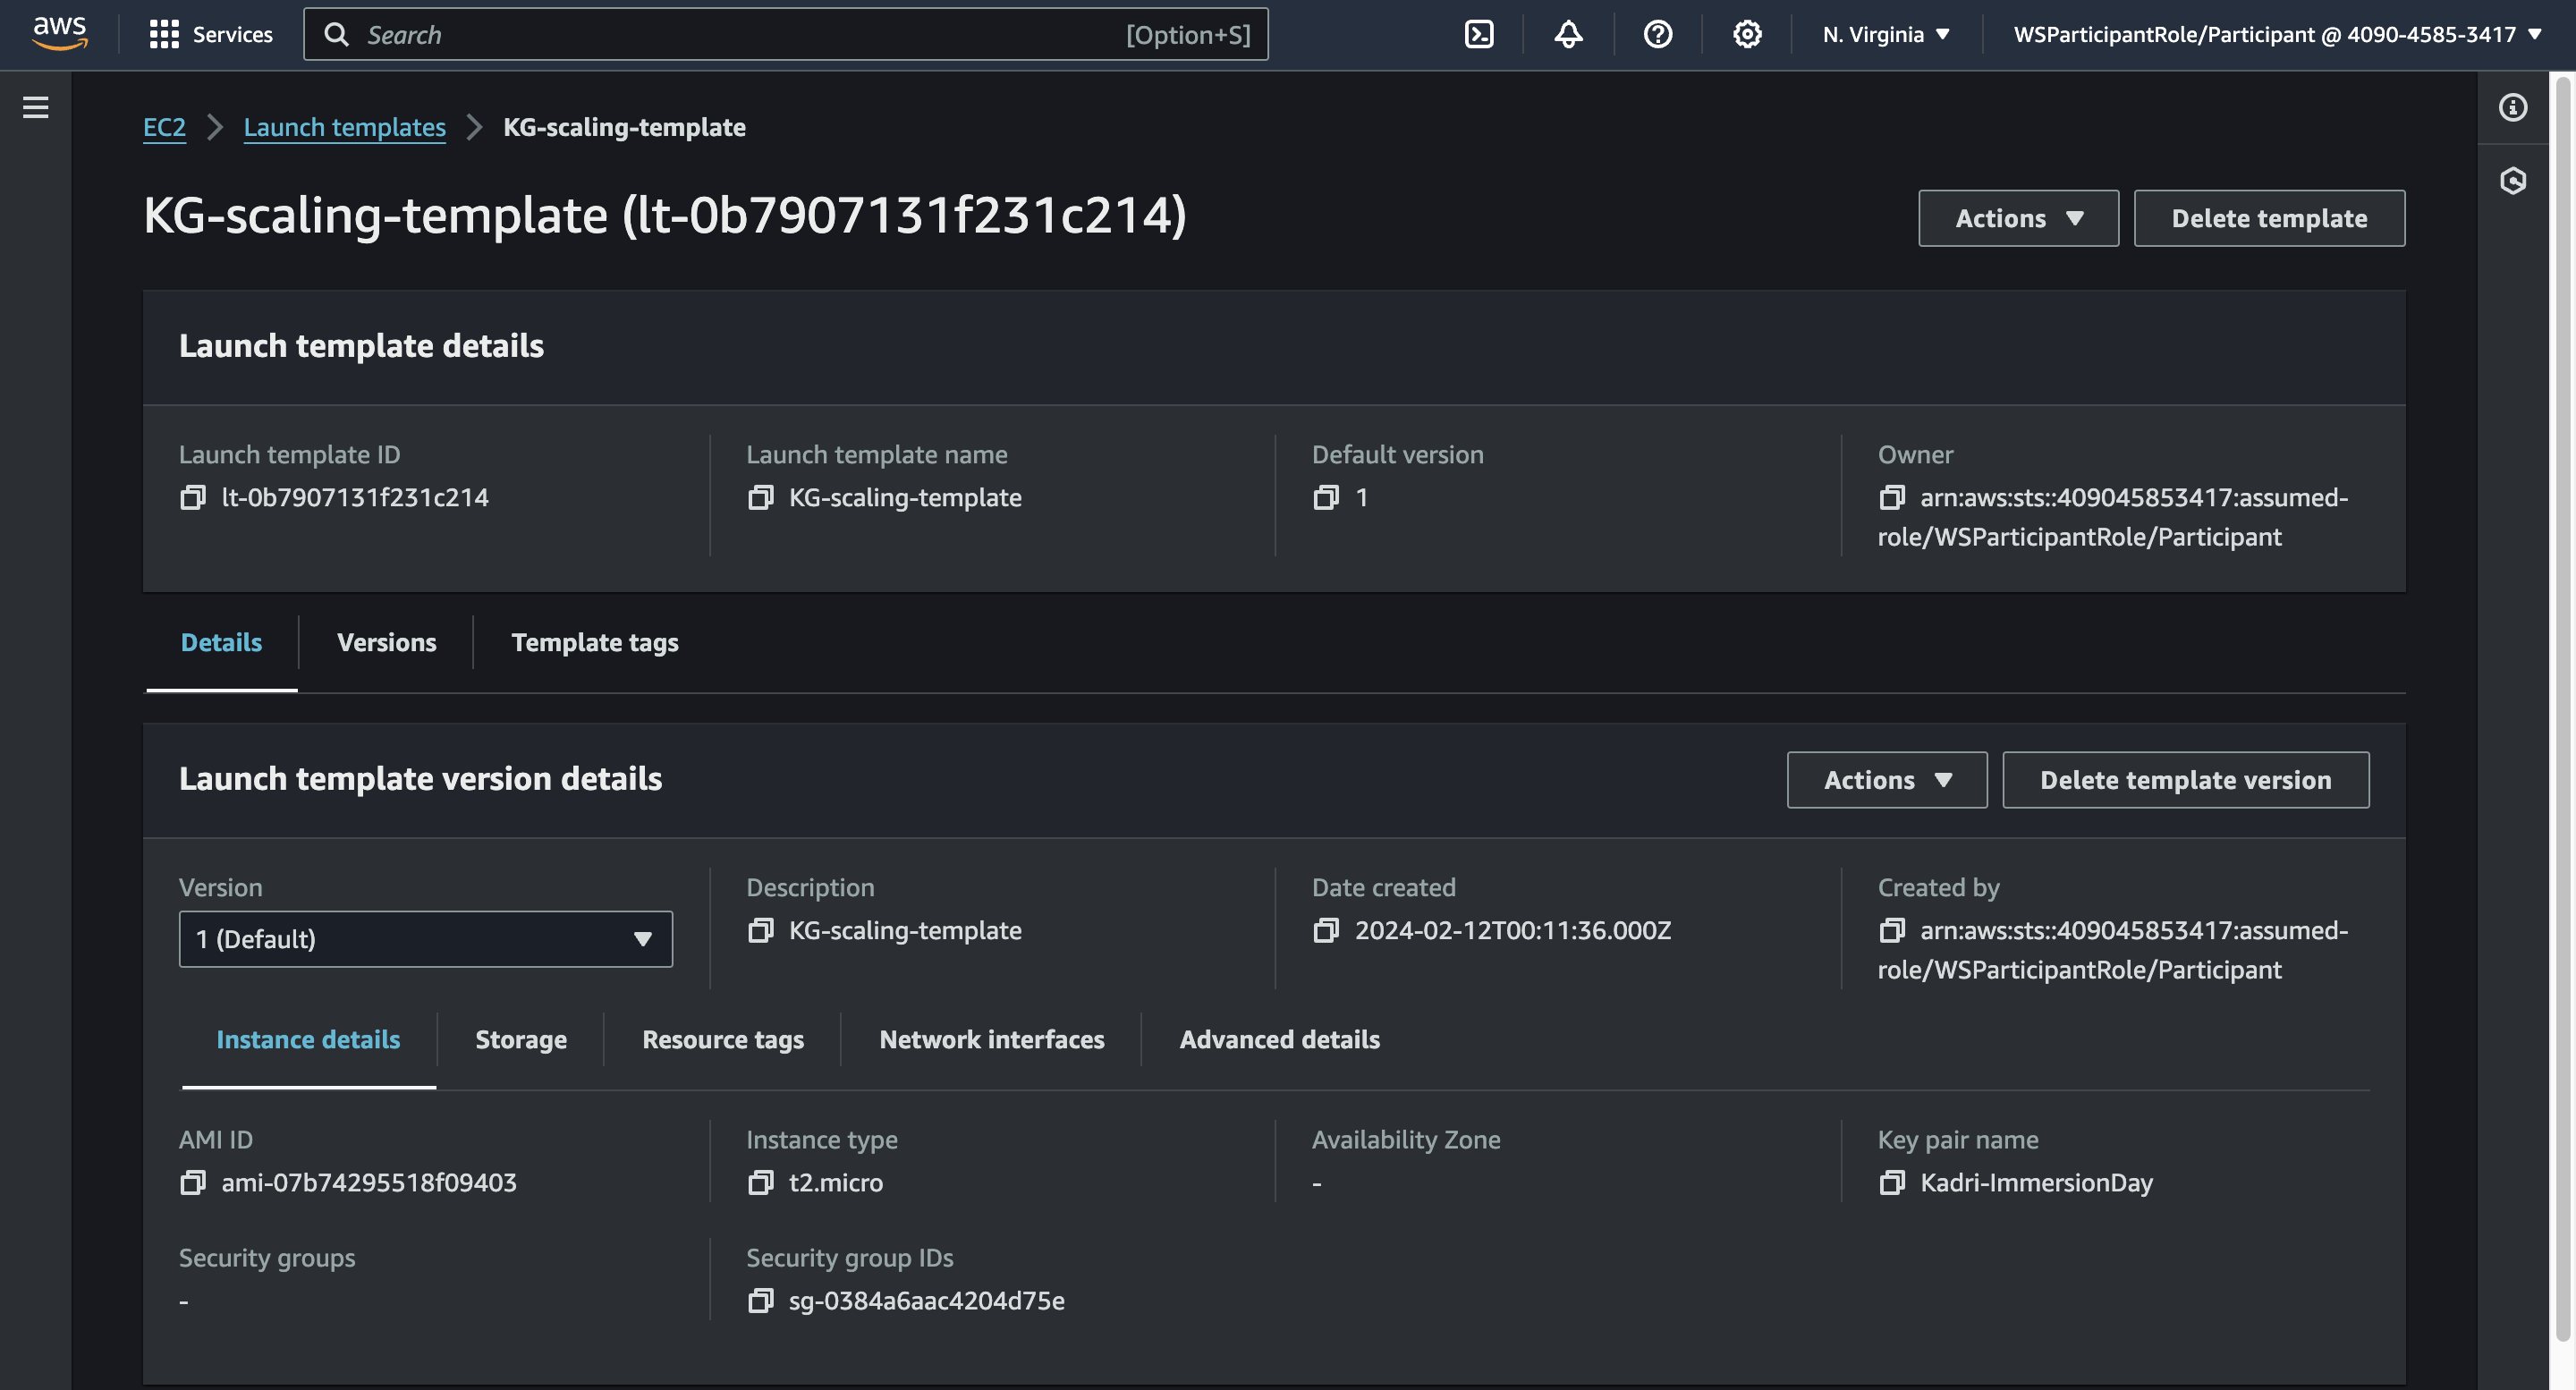 aws Services Search [Option+S] N. Virginia WSParticipantRole/Participant @ 4090-4585-3417
EC2 Launch templates KG-scaling-template
KG-scaling-template (lt-0b7907131f231c214)
Actions Delete template
Launch template details
Launch template ID
lt-0b7907131f231c214
Launch template name
KG-scaling-template
Default version
1
Owner
arn:aws:sts::409045853417:assumed-
role/WSParticipantRole/Participant
Details Versions Template tags
Launch template version details
Actions Delete template version
Version
1 (Default)
Description
KG-scaling-template
Date created
2024-02-12T00:11:36.000Z
Created by
arn:aws:sts::409045853417:assumed-
role/WSParticipantRole/Participant
Instance details Storage Resource tags Network interfaces Advanced details
AMI ID
ami-07b74295518f09403
Instance type
t2.micro
Availability Zone
-
Key pair name
Kadri-ImmersionDay
Security groups
-
Security group IDs
sg-0384a6aac4204d75e